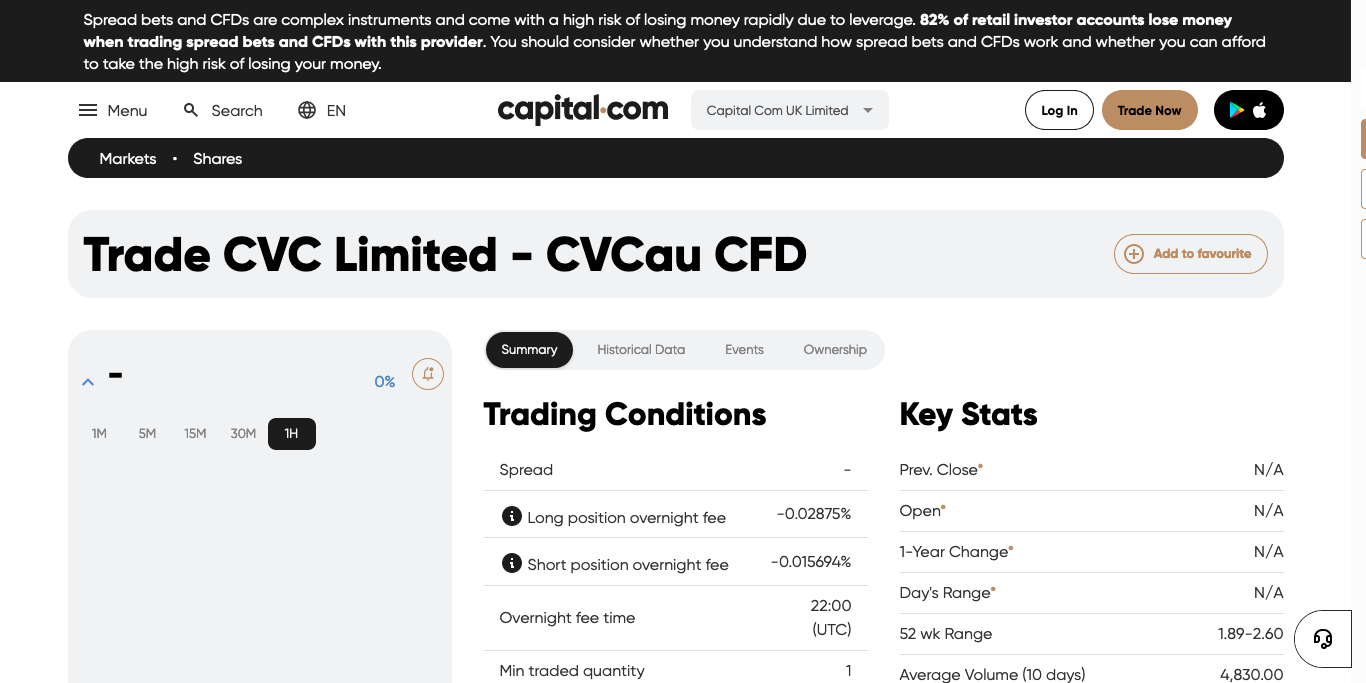 Spread bets and CFDs are complex instruments and come with a high risk of losing money rapidly due to leverage. 82% of retail investor accounts lose money
when trading spread bets and CFDs with this provider. You should consider whether you understand how spread bets and CFDs work and whether you can afford
to take the high risk of losing your money.
Menu
Search
EN
capital.com
Capital Com UK Limited
Log In
Trade Now
Markets • Shares
Trade CVC Limited - CVCau CFD
Add to favourite
-
0%
1M 5M 15M 30M 1H
Summary Historical Data Events Ownership
Trading Conditions
Spread -
Long position overnight fee -0.02875%
Short position overnight fee -0.015694%
Overnight fee time 22:00
(UTC)
Min traded quantity 1
Key Stats
Prev. Close* N/A
Open* N/A
1-Year Change* N/A
Day's Range* N/A
52 wk Range 1.89-2.60
Average Volume (10 days) 4,830.00